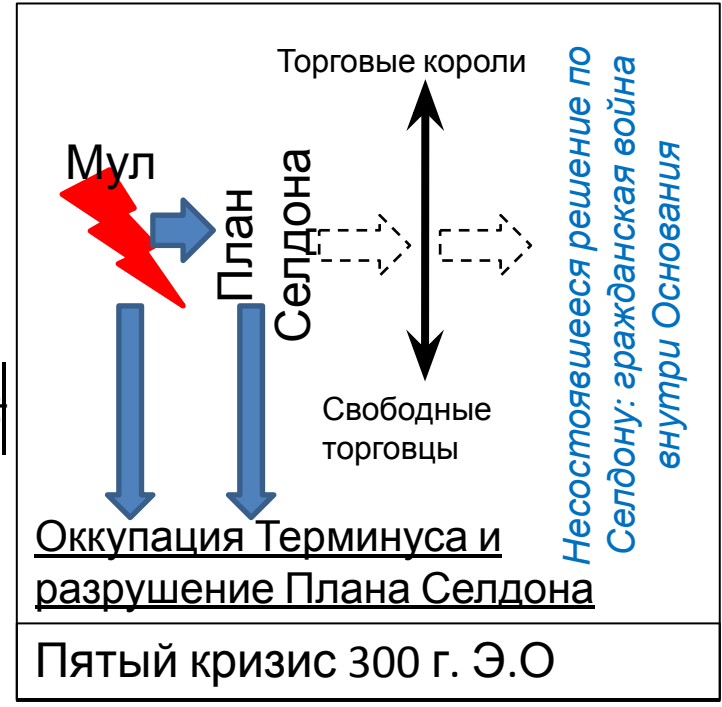 Торговые короли
Мул
План
Селдона
Свободные
торговцы
Несостоявшееся решение по
Селдону: гражданская война
внутри Основания
Оккупация Терминуса и
разрушение Плана Селдона
Пятый кризис 300 г. Э.О